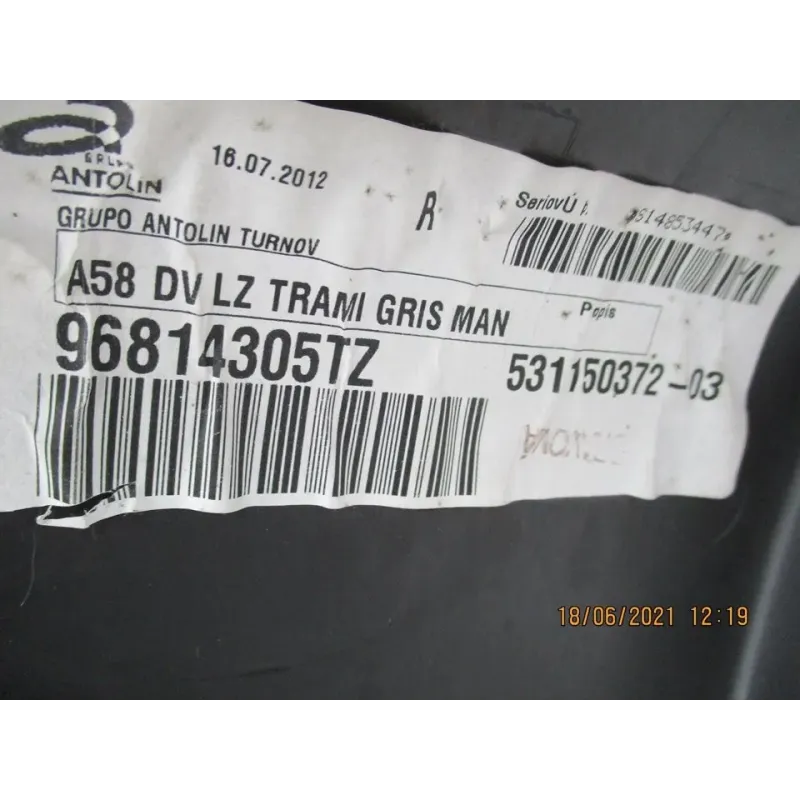 GRUPO
ANTOLIN
16.07.2012
R
GRUPO ANTOLIN TURNOV
A58 DV LZ TRAMI GRIS MAN
Popis
96814305TZ
531150372-03
18/06/2021 12:19